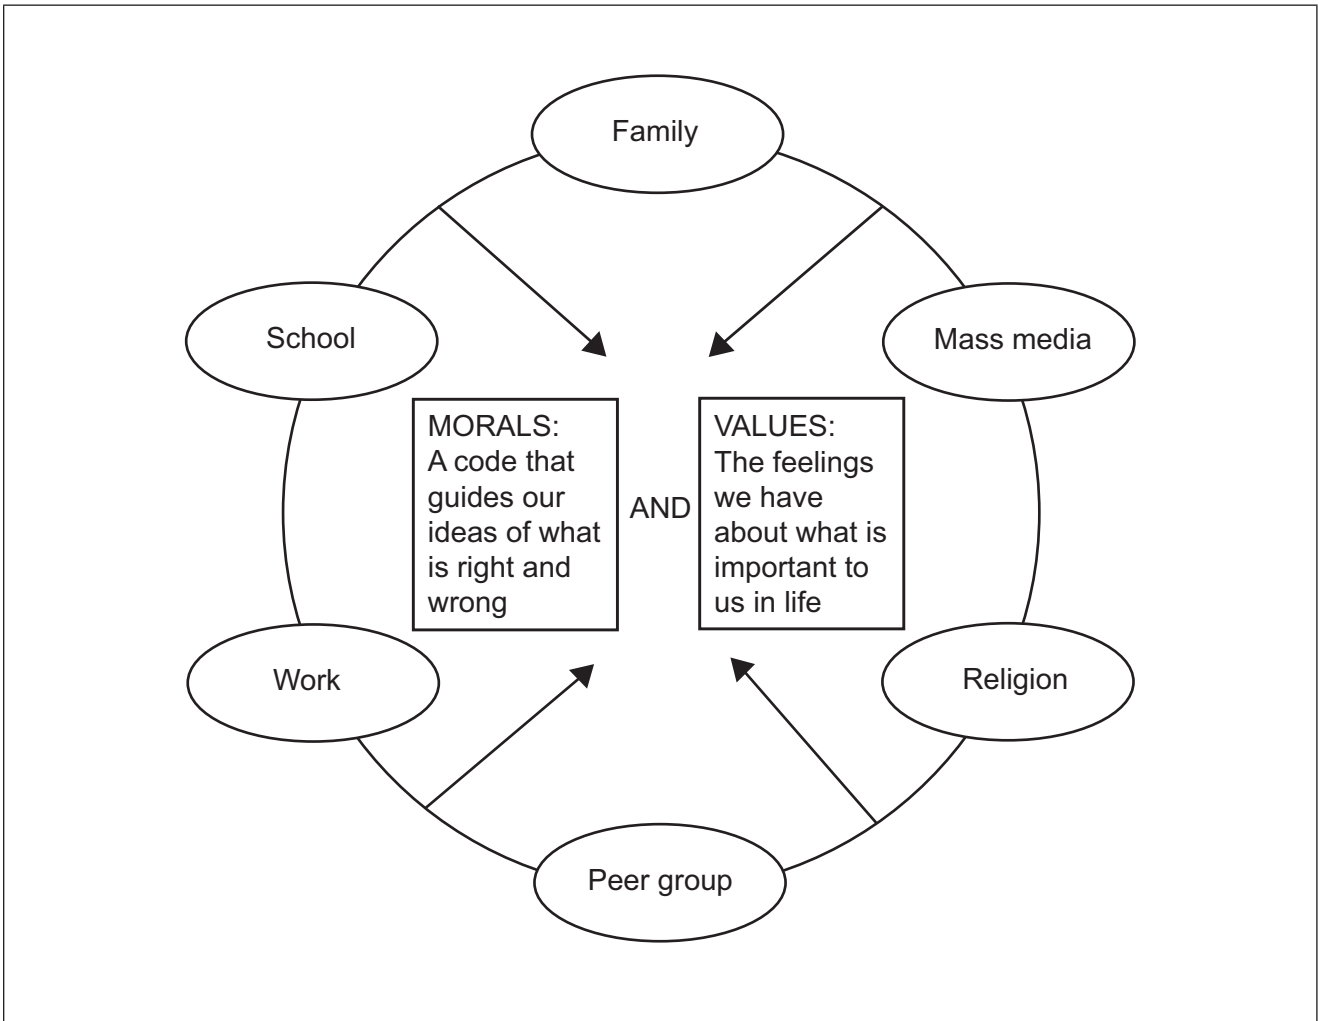 Family
School
Mass media
MORALS:
A code that
guides our
ideas of what
is right and
wrong
AND
VALUES:
The feelings
we have
about what is
important to
us in life
Work
Religion
Peer group